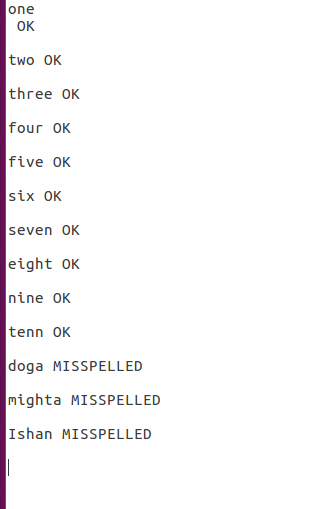 one
OK
two OK
three OK
four OK
five OK
six OK
seven OK
eight OK
nine OK
tenn OK
doga MISSPELLED
mighta MISSPELLED
Ishan MISSPELLED